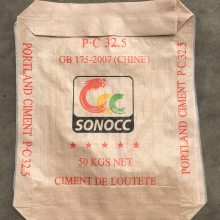 P·C 32,5
GB 175-2007 (CHINE)
SONOCC
50 KGS NET
CIMENT DE LOUTETE
PORTLAND CIMENT P·C 32,5
PORTLAND CIMENT P·C 32,5